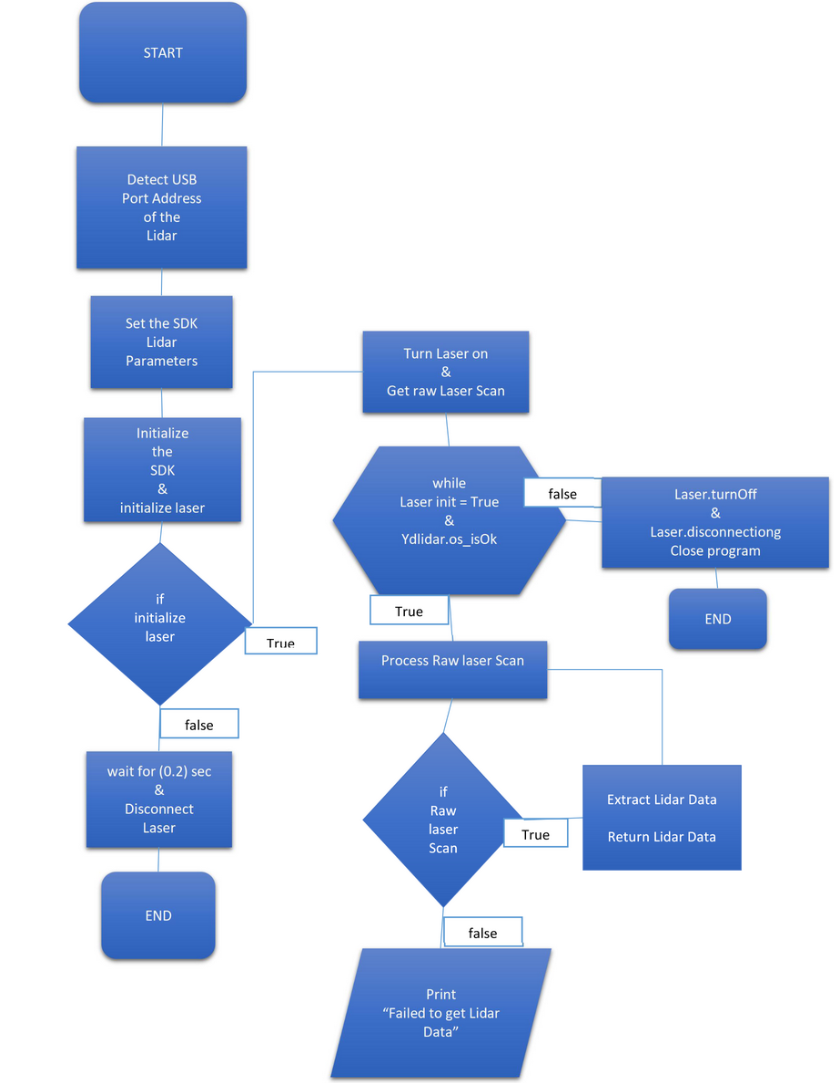 START
Detect USB
Port Address
of the
Lidar
Set the SDK
Lidar
Parameters
Initialize
the
SDK
&
initialize laser
if
initialize
laser
True
false
wait for (0.2) sec
&
Disconnect
Laser
END
Turn Laser on
&
Get raw Laser Scan
while
Laser init = True
&
Ydlidar.os_isOk
false
Laser.turnOff
&
Laser.disconnectiong
Close program
END
True
Process Raw laser Scan
if
Raw
laser
Scan
True
Extract Lidar Data
Return Lidar Data
false
Print
“Failed to get Lidar
Data”